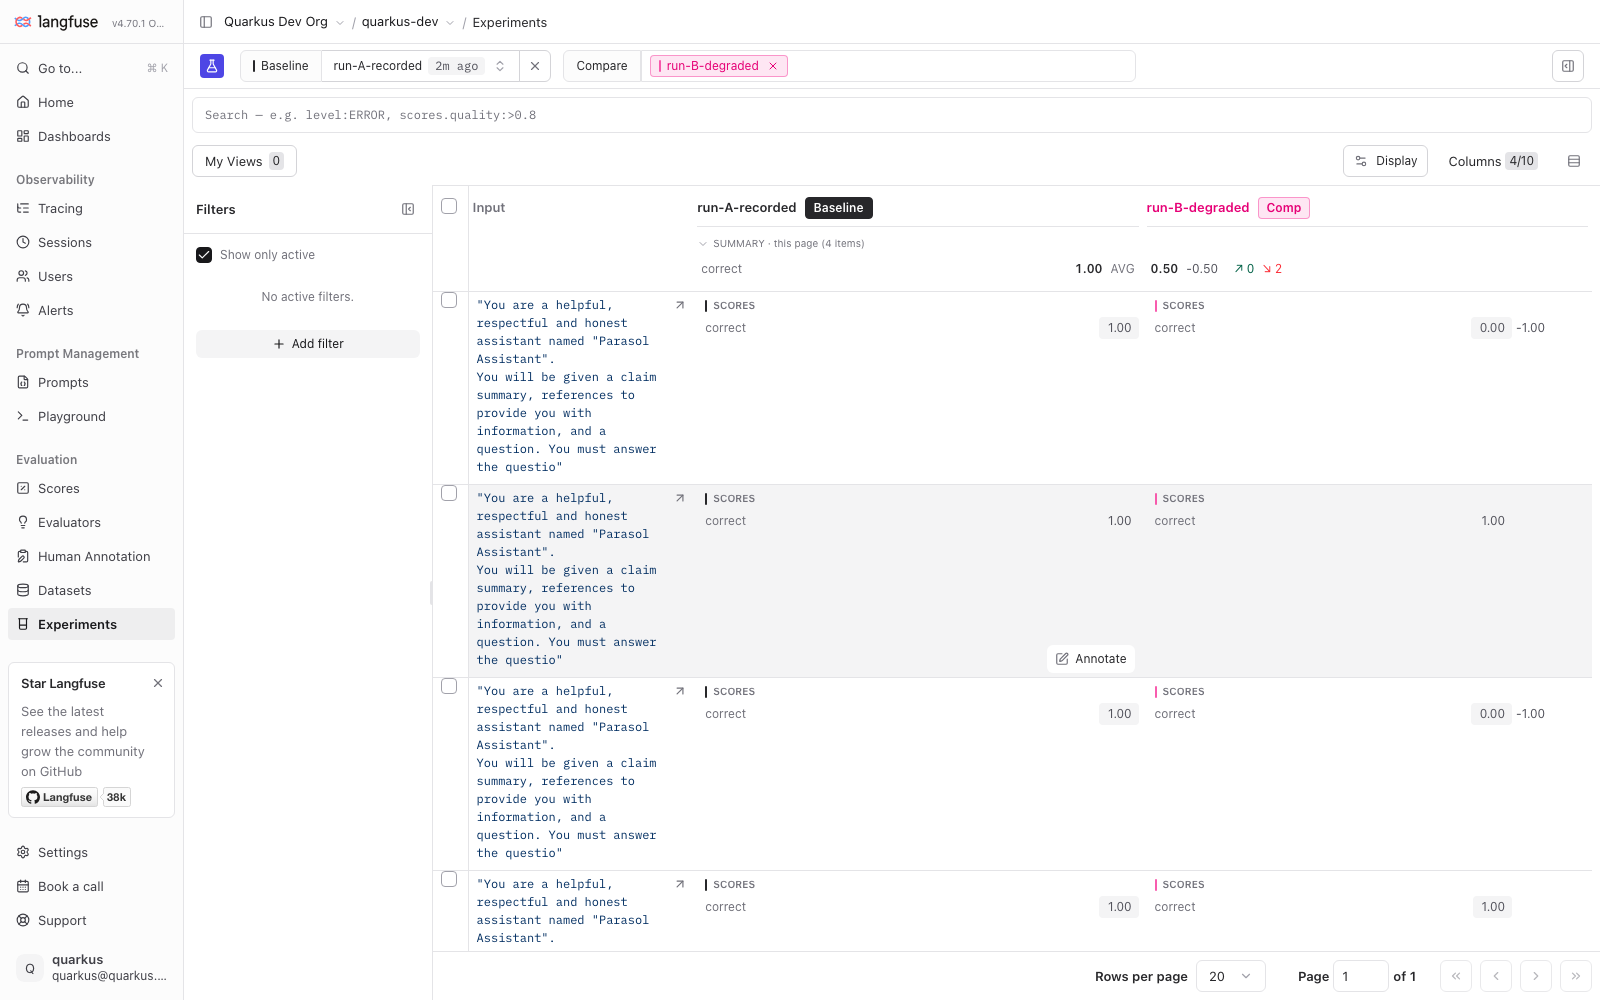 langfuse v4.70.1 O...
Go to... ⌘ K
Home
Dashboards
Observability
Tracing
Sessions
Users
Alerts
Prompt Management
Prompts
Playground
Evaluation
Scores
Evaluators
Human Annotation
Datasets
Experiments
Star Langfuse
See the latest
releases and help
grow the community
on GitHub
Langfuse 38k
Settings
Book a call
Support
Q
quarkus
quarkus@quarkus....
Quarkus Dev Org / quarkus-dev / Experiments
Baseline run-A-recorded 2m ago Compare run-B-degraded
Search — e.g. level:ERROR, scores.quality:>0.8
My Views 0
Display Columns 4/10
Filters
Show only active
No active filters.
+ Add filter
Input run-A-recorded Baseline run-B-degraded Comp
SUMMARY · this page (4 items)
correct 1.00 AVG 0.50 -0.50 ↗ 0 ↘ 2
"You are a helpful,
respectful and honest
assistant named "Parasol
Assistant".
You will be given a claim
summary, references to
provide you with
information, and a
question. You must answer
the questio"
SCORES
correct 1.00
SCORES
correct 0.00 -1.00
"You are a helpful,
respectful and honest
assistant named "Parasol
Assistant".
You will be given a claim
summary, references to
provide you with
information, and a
question. You must answer
the questio"
SCORES
correct 1.00
Annotate
SCORES
correct 1.00
"You are a helpful,
respectful and honest
assistant named "Parasol
Assistant".
You will be given a claim
summary, references to
provide you with
information, and a
question. You must answer
the questio"
SCORES
correct 1.00
SCORES
correct 0.00 -1.00
"You are a helpful,
respectful and honest
assistant named "Parasol
Assistant".
SCORES
correct 1.00
SCORES
correct 1.00
Rows per page 20 Page 1 of 1